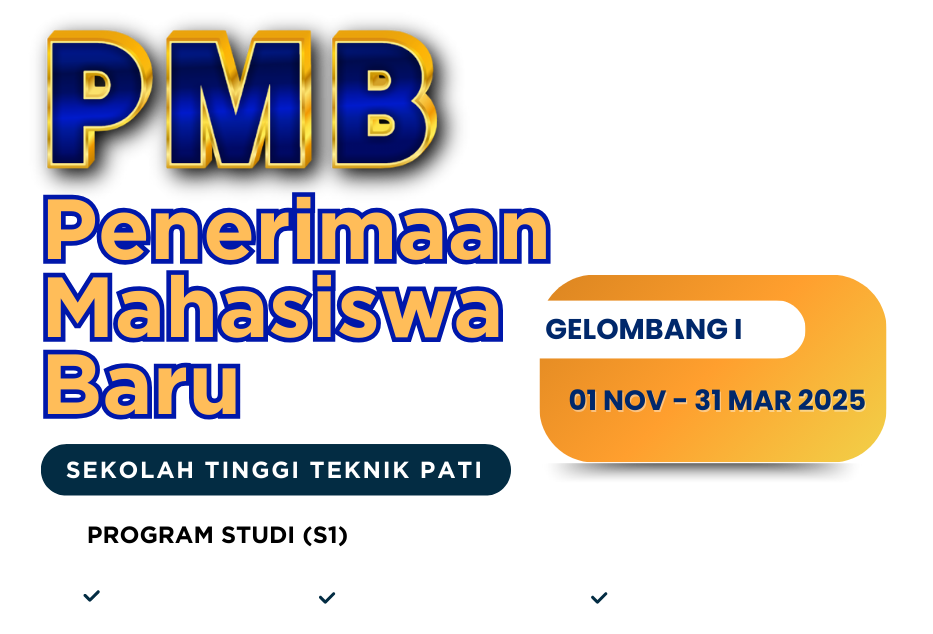 PMB
Penerimaan
Mahasiswa
Baru
GELOMBANG I
01 NOV - 31 MAR 2025
SEKOLAH TINGGI TEKNIK PATI
PROGRAM STUDI (S1)